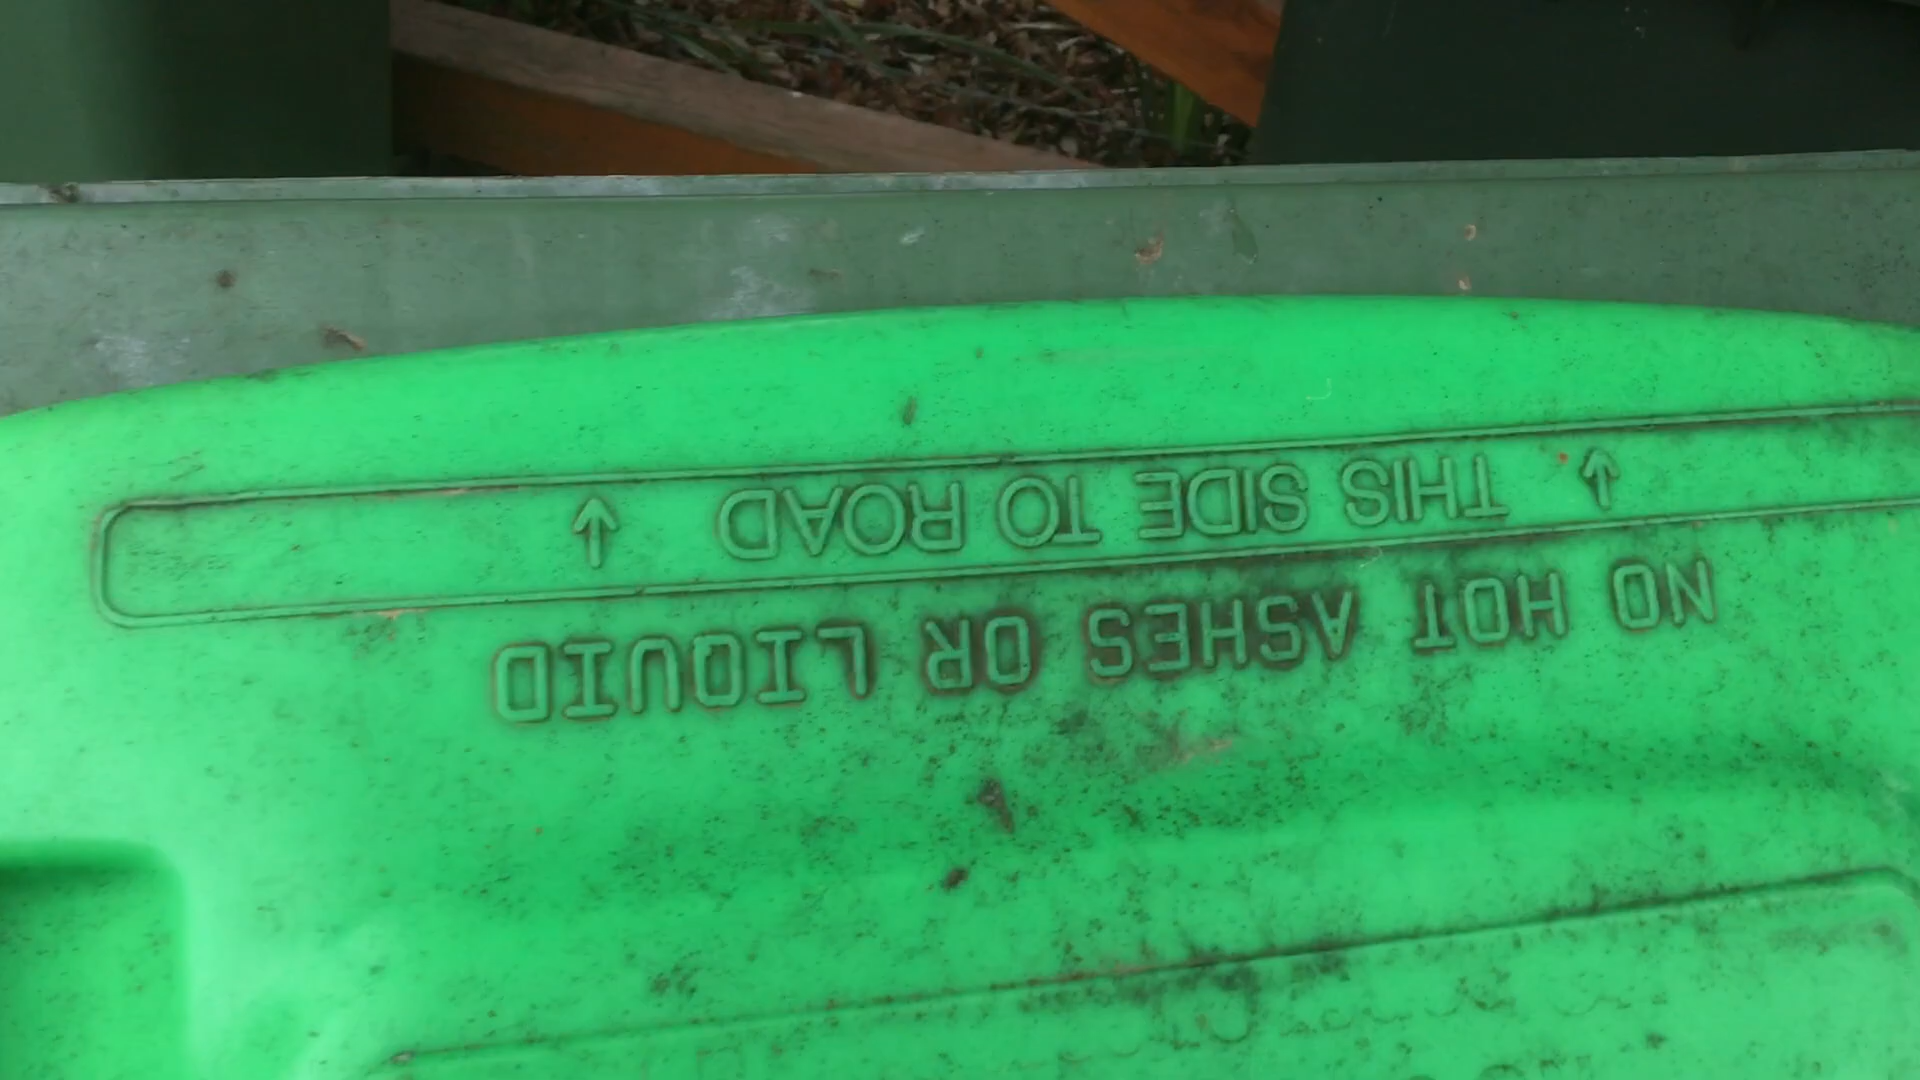 NO HOT ASHES OR LIQUID
↑ THIS SIDE TO ROAD ↑